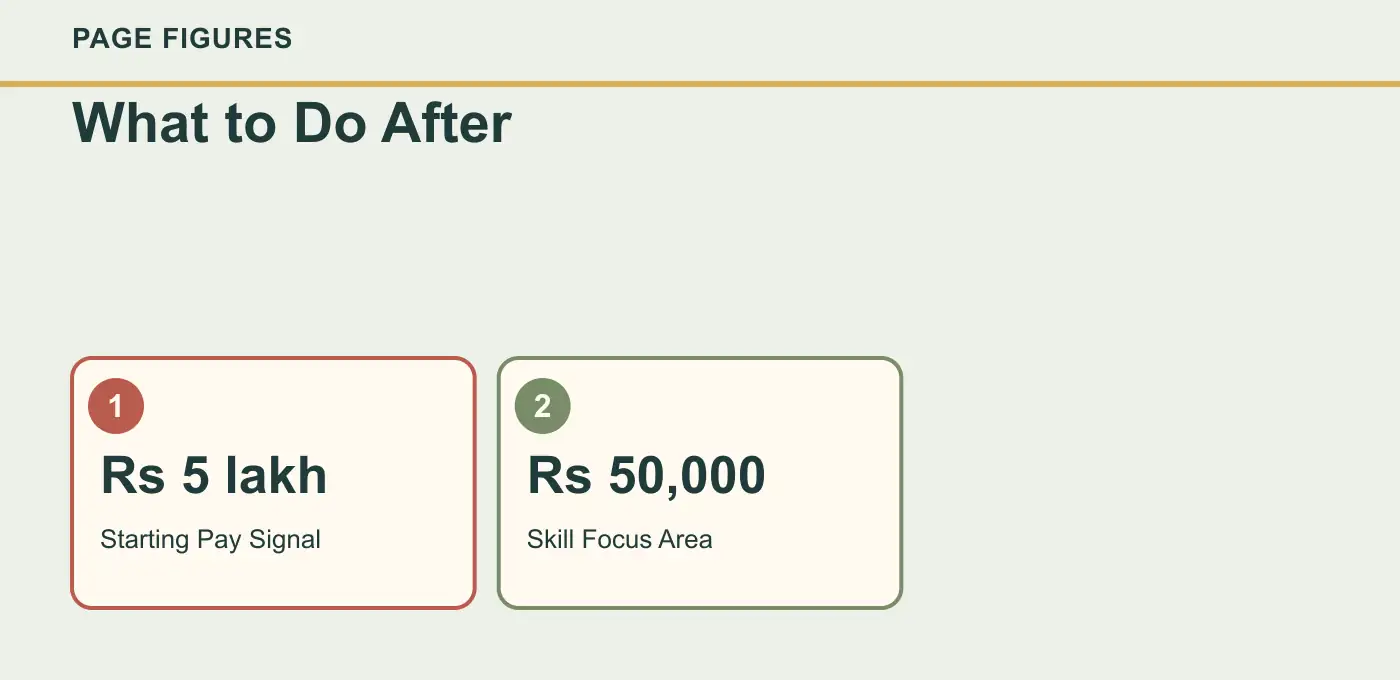 PAGE FIGURES
What to Do After
1
Rs 5 lakh
Starting Pay Signal
2
Rs 50,000
Skill Focus Area